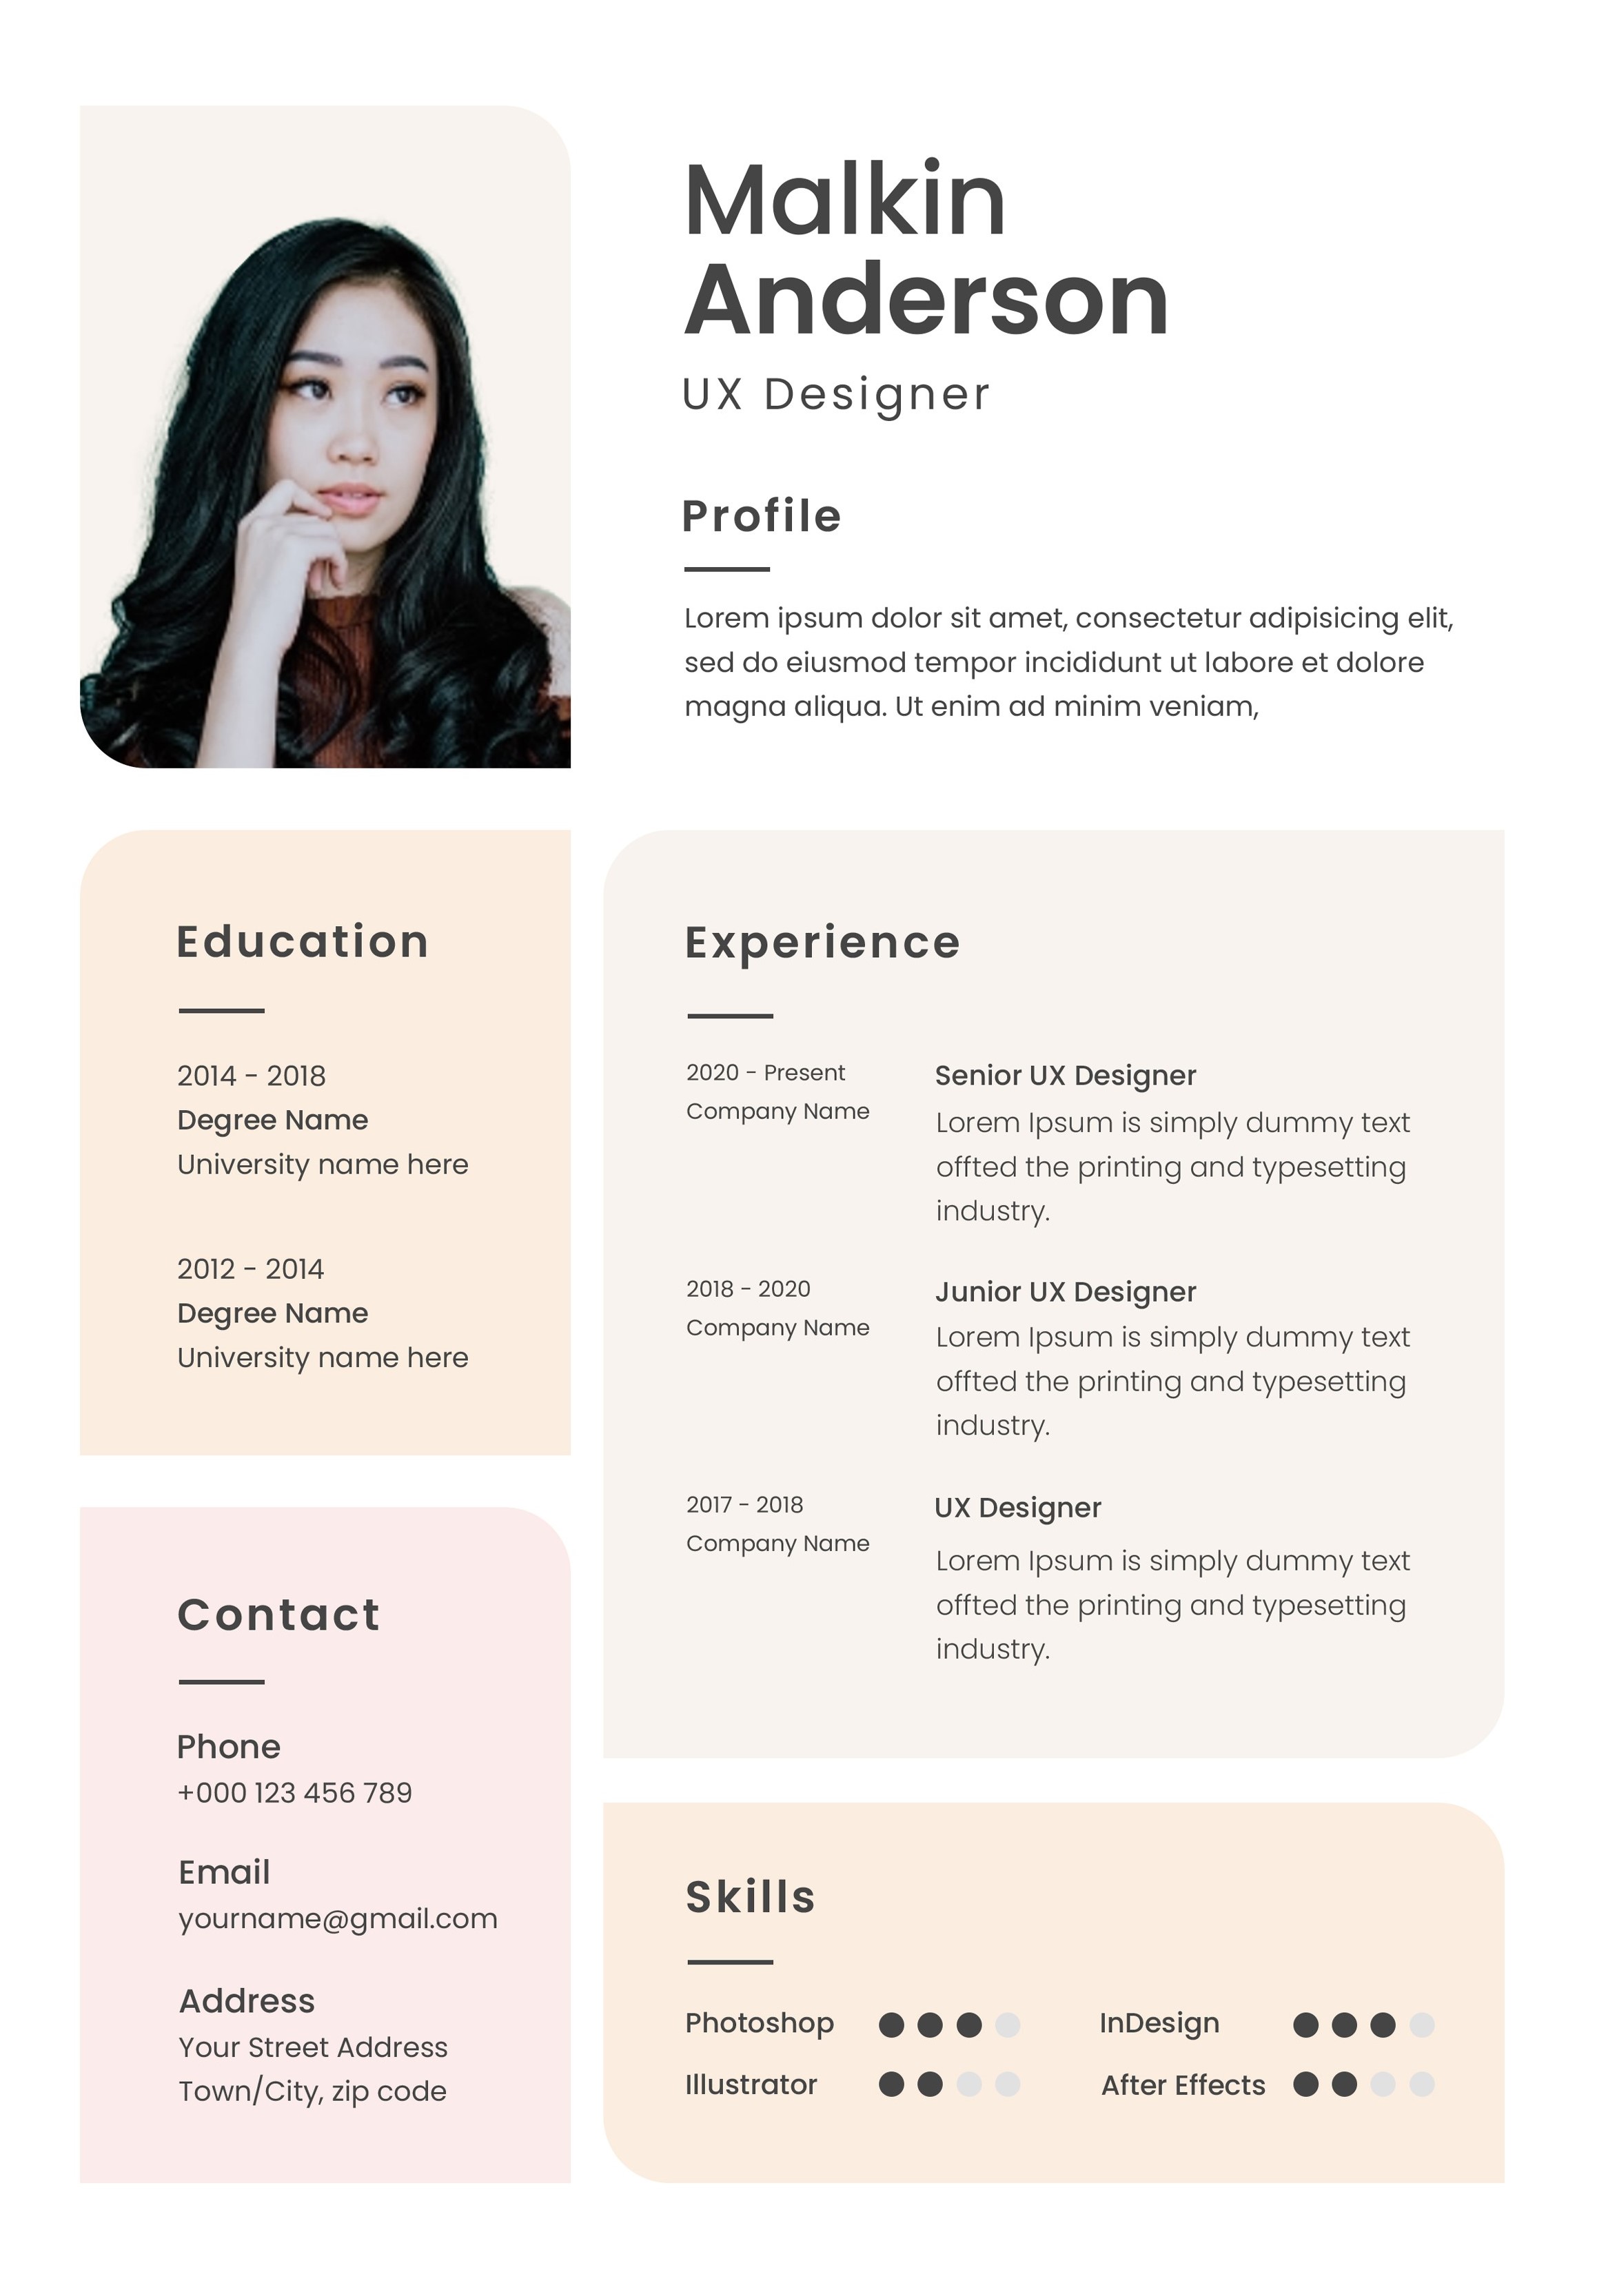 Malkin
Anderson
UX Designer
Profile
Lorem ipsum dolor sit amet, consectetur adipisicing elit,
sed do eiusmod tempor incididunt ut labore et dolore
magna aliqua. Ut enim ad minim veniam,
Education
2014 - 2018
Degree Name
University name here
2012 - 2014
Degree Name
University name here
Contact
Phone
+000 123 456 789
Email
yourname@gmail.com
Address
Your Street Address
Town/City, zip code
Experience
2020 - Present
Company Name
Senior UX Designer
Lorem Ipsum is simply dummy text
offted the printing and typesetting
industry.
2018 - 2020
Company Name
Junior UX Designer
Lorem Ipsum is simply dummy text
offted the printing and typesetting
industry.
2017 - 2018
Company Name
UX Designer
Lorem Ipsum is simply dummy text
offted the printing and typesetting
industry.
Skills
Photoshop
InDesign
Illustrator
After Effects